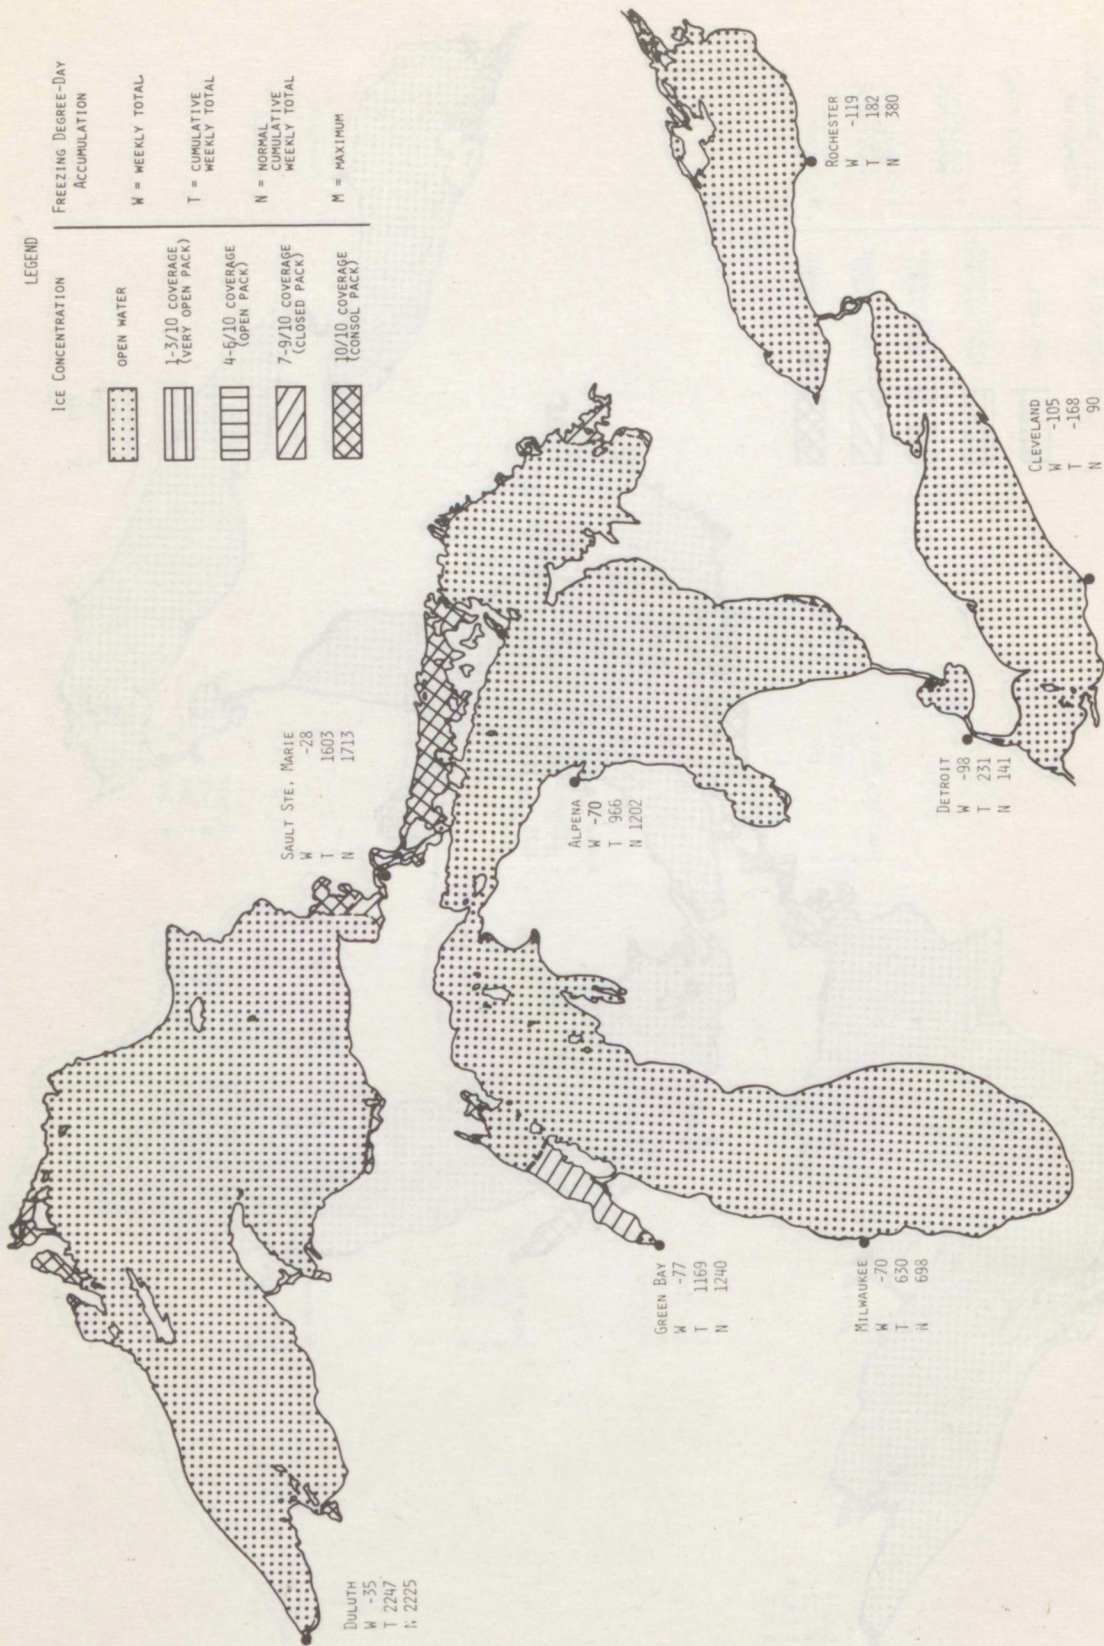 LEGEND
ICE CONCENTRATION
OPEN WATER
1-3/10 COVERAGE
(VERY OPEN PACK)
4-6/10 COVERAGE
(OPEN PACK)
7-9/10 COVERAGE
(CLOSED PACK)
10/10 COVERAGE
(CONSOL PACK)
FREEZING DEGREE-DAY
ACCUMULATION
W = WEEKLY TOTAL
T = CUMULATIVE
WEEKLY TOTAL
N = NORMAL
CUMULATIVE
WEEKLY TOTAL
M = MAXIMUM
DULUTH
W -35
T 2247
N 2225
SAULT STE. MARIE
W -28
T 1603
N 1713
GREEN BAY
W -77
T 1169
N 1240
MILWAUKEE
W -70
T 630
N 698
ALPENA
W -70
T 966
N 1202
DETROIT
W -98
T 231
N 141
CLEVELAND
W -105
T -168
N 90
ROCHESTER
W -119
T 182
N 380